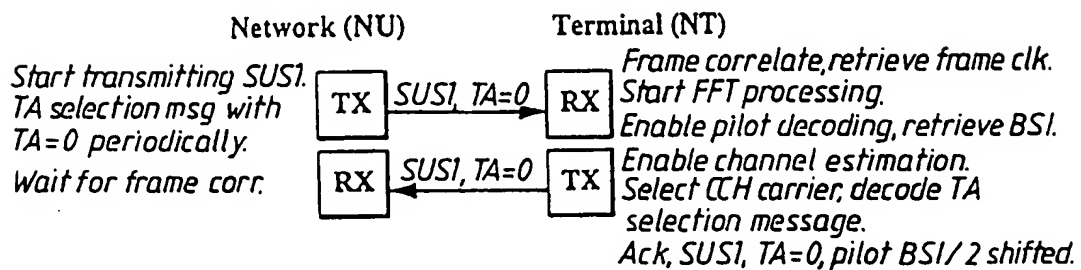 Network (NU)
Terminal (NT)
Start transmitting SUS1.
TA selection msg with
TA=0 periodically.
Wait for frame corr.
TX
SUS1, TA=0
RX
RX
SUS1, TA=0
TX
Frame correlate, retrieve frame clk.
Start FFT processing.
Enable pilot decoding, retrieve BSI.
Enable channel estimation.
Select CCH carrier, decode TA
selection message.
Ack, SUS1, TA=0, pilot BSI/2 shifted.